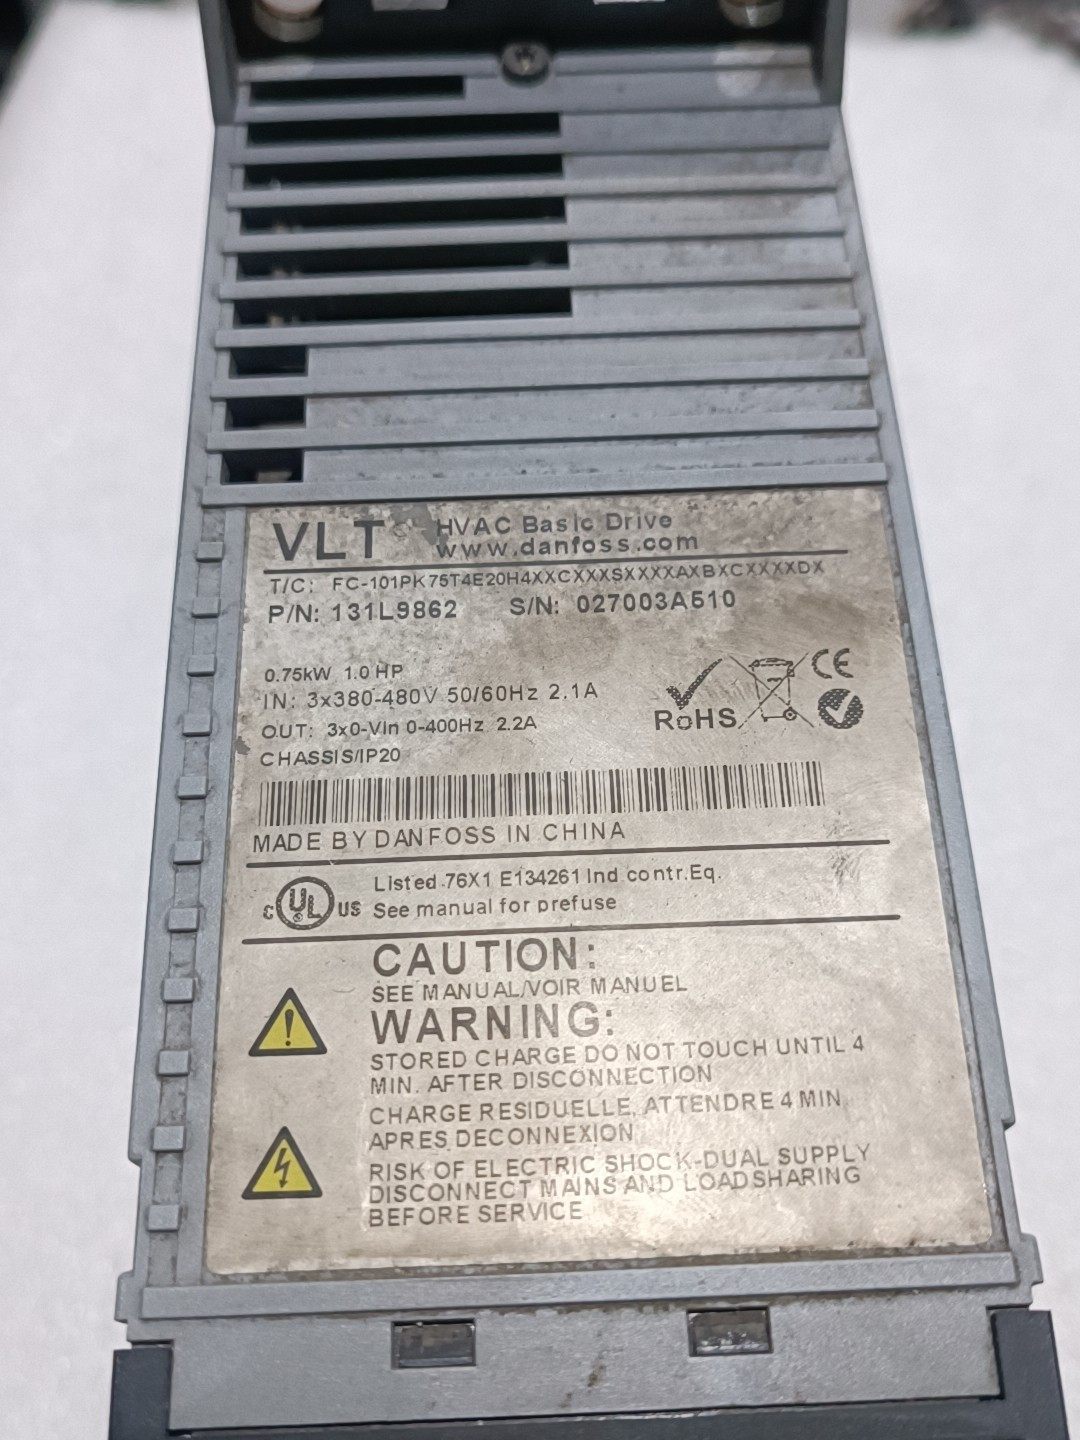 VLT® HVAC Basic Drive
www.danfoss.com
T/C: FC-101PK75T4E20H4XXCXXXSXXXXAXBXCXXXXDX
P/N: 131L9862 S/N: 027003A510
0.75kW 1.0 HP
IN: 3x380-480V 50/60Hz 2.1A
OUT: 3x0-Vin 0-400Hz 2.2A
CHASSIS/IP20
RoHS
CE
MADE BY DANFOSS IN CHINA
c UL US
Listed 76X1 E134261 Ind contr.Eq.
See manual for prefuse
CAUTION:
SEE MANUAL/VOIR MANUEL
WARNING:
STORED CHARGE DO NOT TOUCH UNTIL 4
MIN. AFTER DISCONNECTION
CHARGE RESIDUELLE, ATTENDRE 4 MIN.
APRES DECONNEXION
RISK OF ELECTRIC SHOCK-DUAL SUPPLY
DISCONNECT MAINS AND LOADSHARING
BEFORE SERVICE